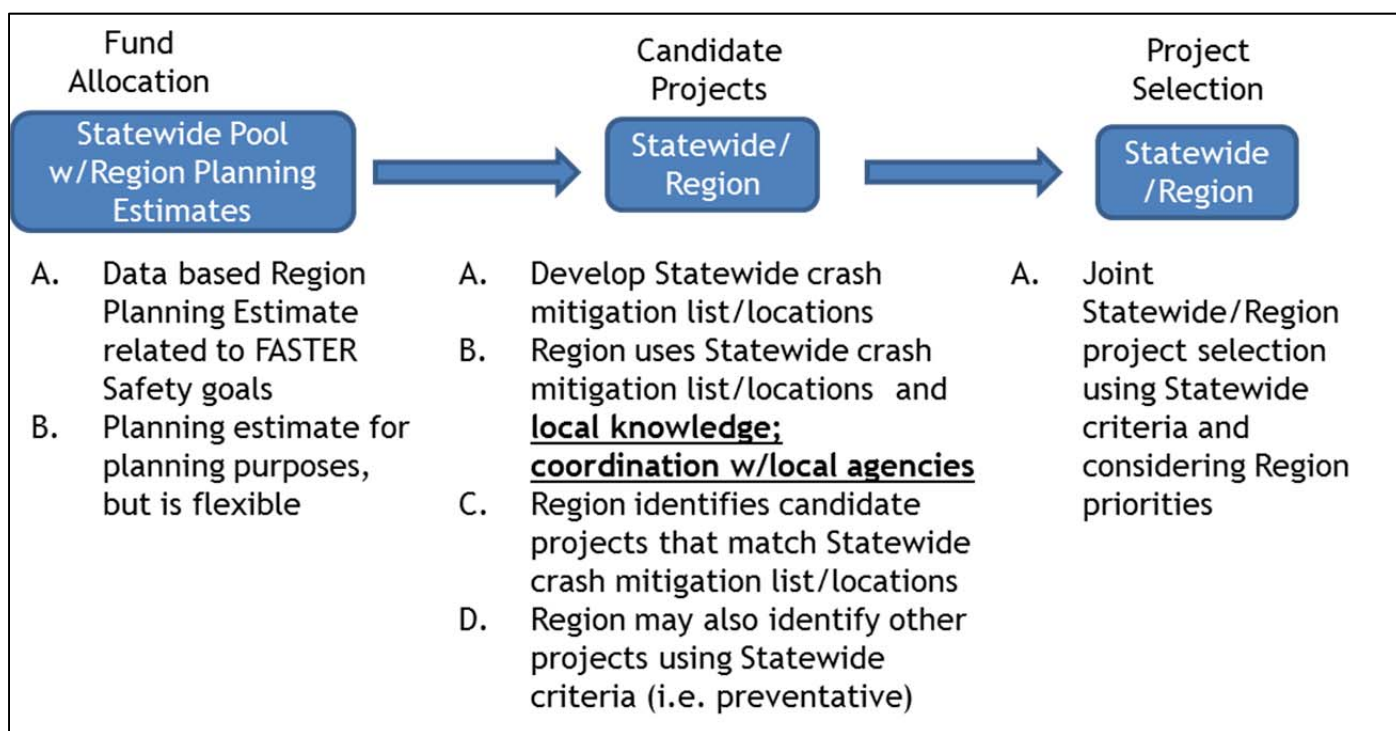 Fund
Allocation
Statewide Pool
w/Region Planning
Estimates
A. Data based Region
Planning Estimate
related to FASTER
Safety goals
B. Planning estimate for
planning purposes,
but is flexible
Candidate
Projects
Statewide/
Region
A. Develop Statewide crash
mitigation list/locations
B. Region uses Statewide crash
mitigation list/locations and
local knowledge;
coordination w/local agencies
C. Region identifies candidate
projects that match Statewide
crash mitigation list/locations
D. Region may also identify other
projects using Statewide
criteria (i.e. preventative)
Project
Selection
Statewide
/Region
A. Joint
Statewide/Region
project selection
using Statewide
criteria and
considering Region
priorities